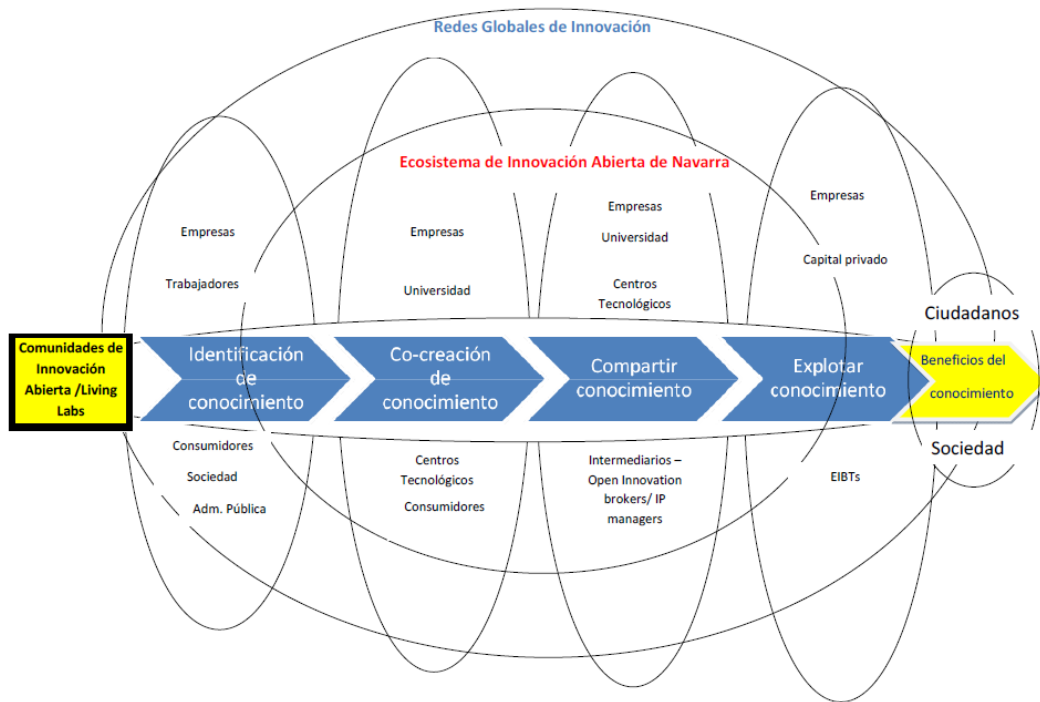 Redes Globales de Innovación
Ecosistema de Innovación Abierta de Navarra
Empresas
Trabajadores
Empresas
Universidad
Empresas
Universidad
Centros
Tecnológicos
Empresas
Capital privado
Ciudadanos
Comunidades de
Innovación
Abierta /Living
Labs
Identificación
de
conocimiento
Co-creación
de
conocimiento
Compartir
conocimiento
Explotar
conocimiento
Beneficios del
conocimiento
Sociedad
Consumidores
Sociedad
Adm. Pública
Centros
Tecnológicos
Consumidores
Intermediarios –
Open Innovation
brokers/ IP
managers
EIBTs